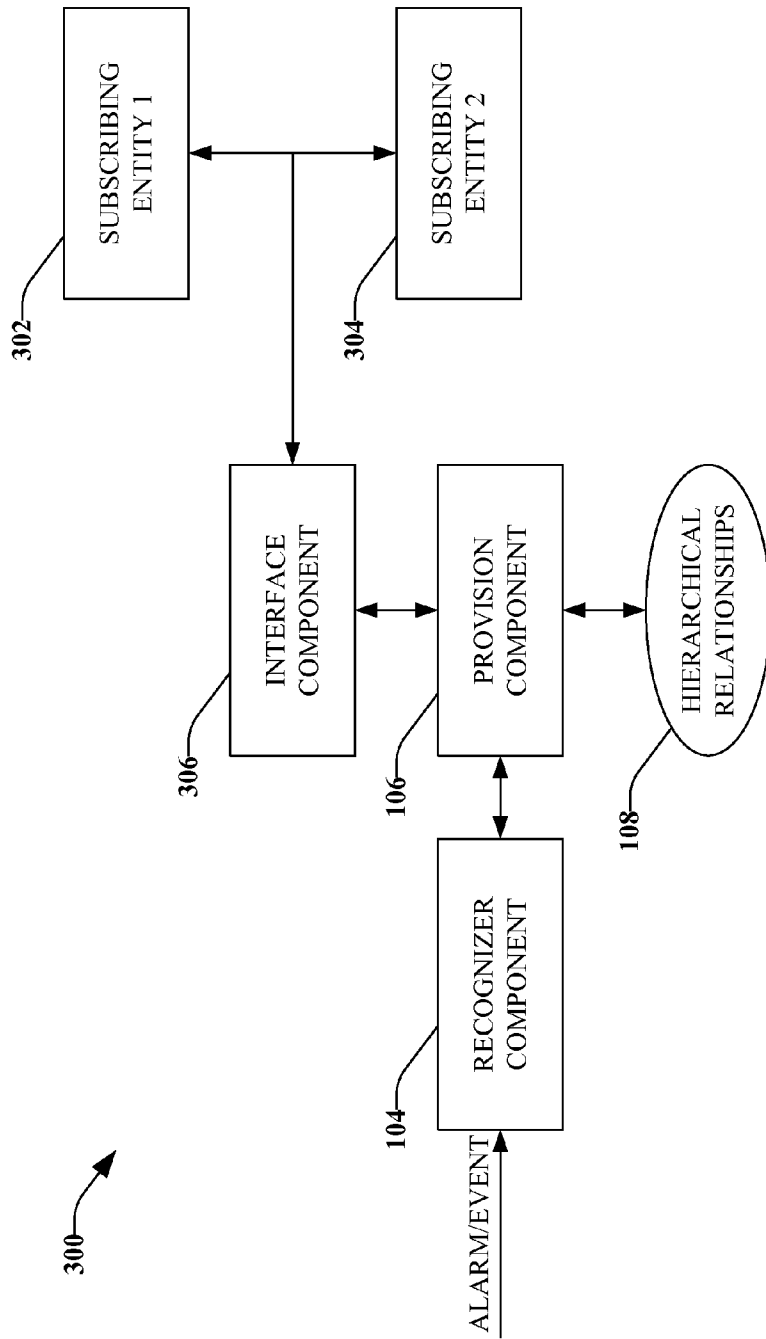 300
ALARM/EVENT
104
RECOGNIZER
COMPONENT
306
INTERFACE
COMPONENT
106
PROVISION
COMPONENT
108
HIERARCHICAL
RELATIONSHIPS
302
SUBSCRIBING
ENTITY 1
304
SUBSCRIBING
ENTITY 2